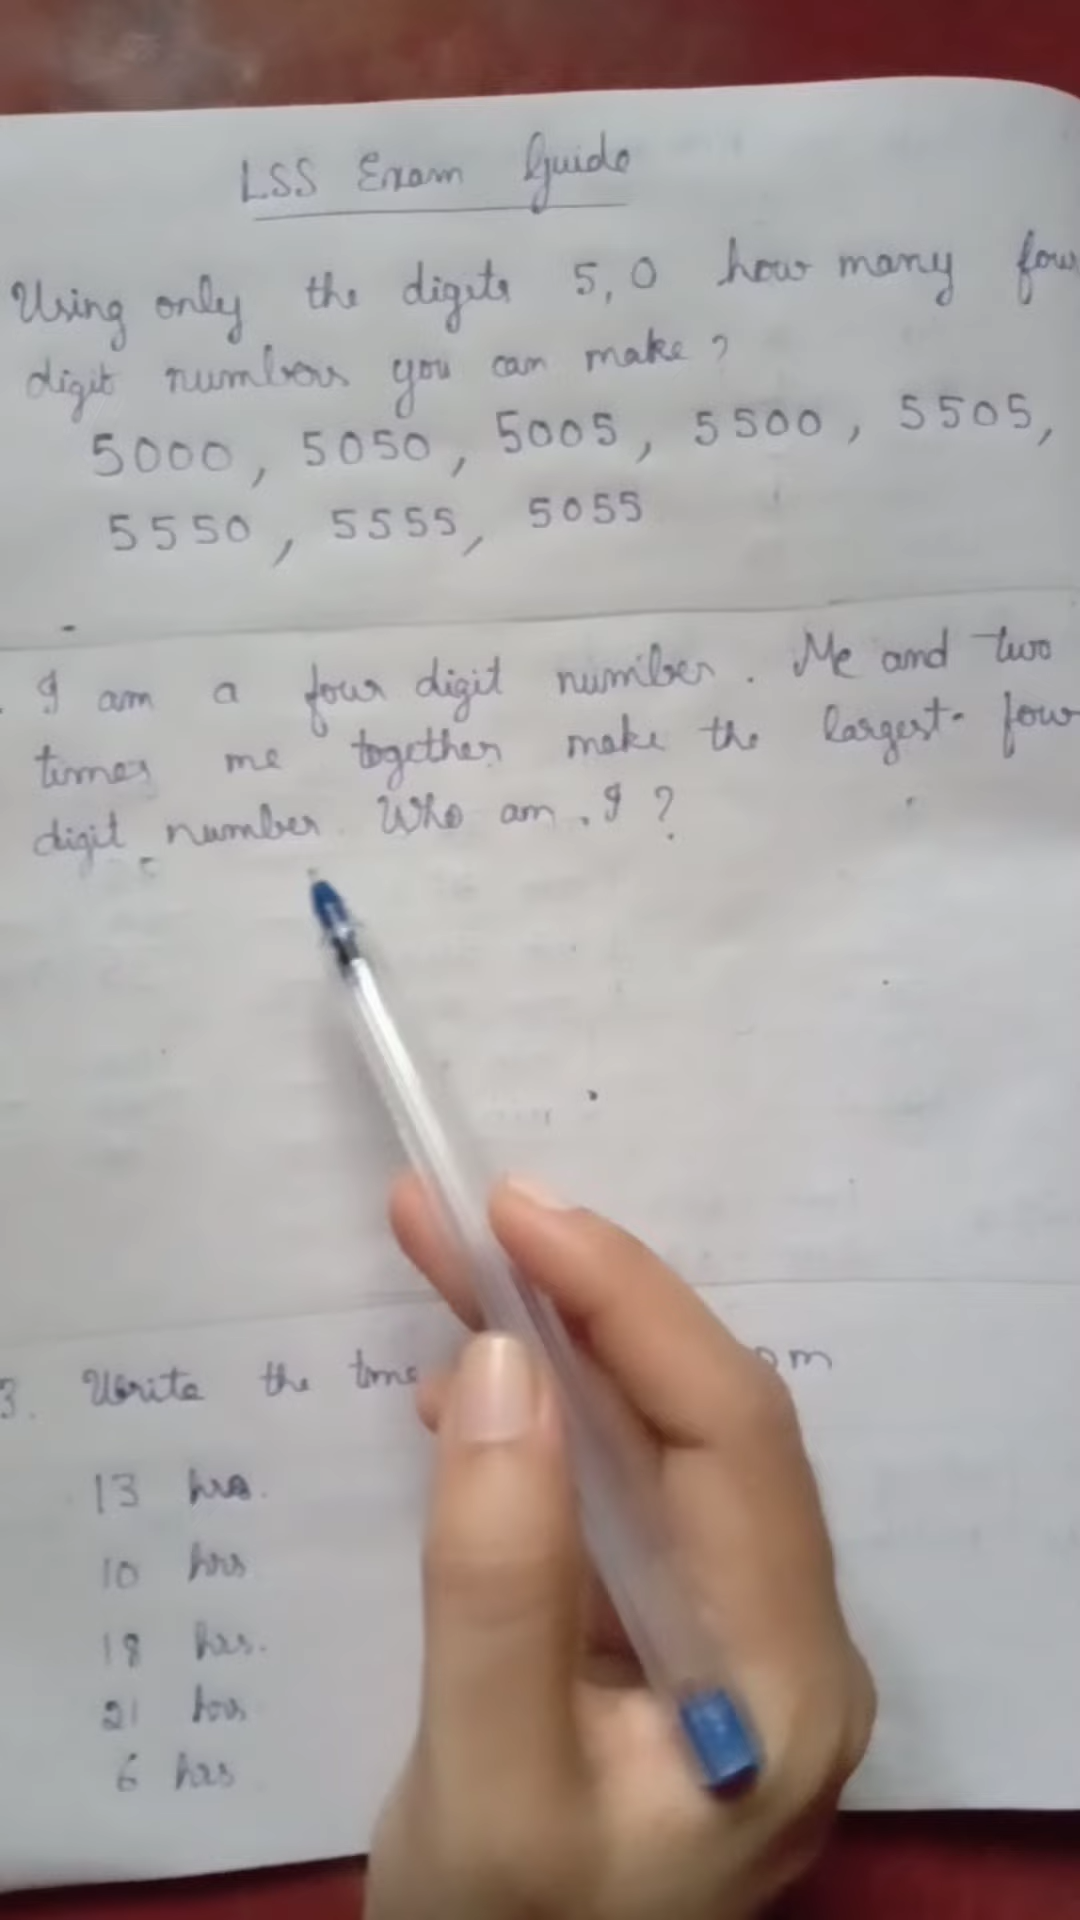 LSS Exam Guide
Using only the digits 5,0 how many four
digit numbers you can make?
5000, 5050, 5005, 5500, 5505,
5550, 5555, 5055
I am a four digit number. Me and two
times me together make the largest four
digit number. Who am I?
3. Write the time
13 hrs.
10 hrs
18 hrs.
21 hrs
6 hrs